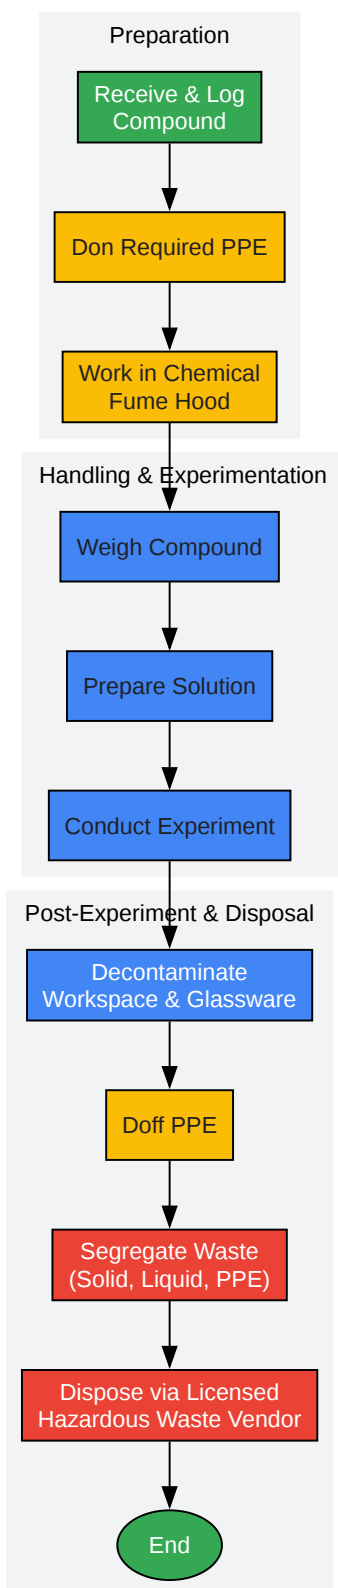 Preparation
Receive & Log
Compound
Don Required PPE
Work in Chemical
Fume Hood
Handling & Experimentation
Weigh Compound
Prepare Solution
Conduct Experiment
Post-Experiment & Disposal
Decontaminate
Workspace & Glassware
Doff PPE
Segregate Waste
(Solid, Liquid, PPE)
Dispose via Licensed
Hazardous Waste Vendor
End